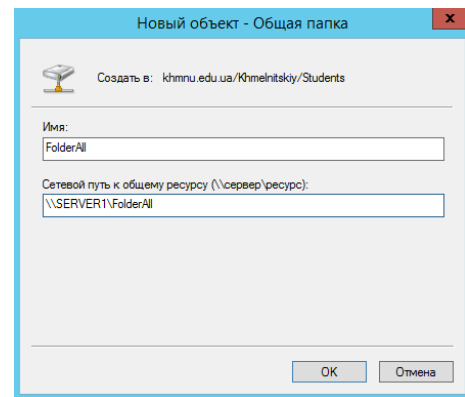 Новый объект - Общая папка
x
Создать в: khmnu.edu.ua/Khmelnitskiy/Students
Имя:
FolderAll
Сетевой путь к общему ресурсу (\\сервер\ресурс):
\\SERVER1\FolderAll
OK Отмена